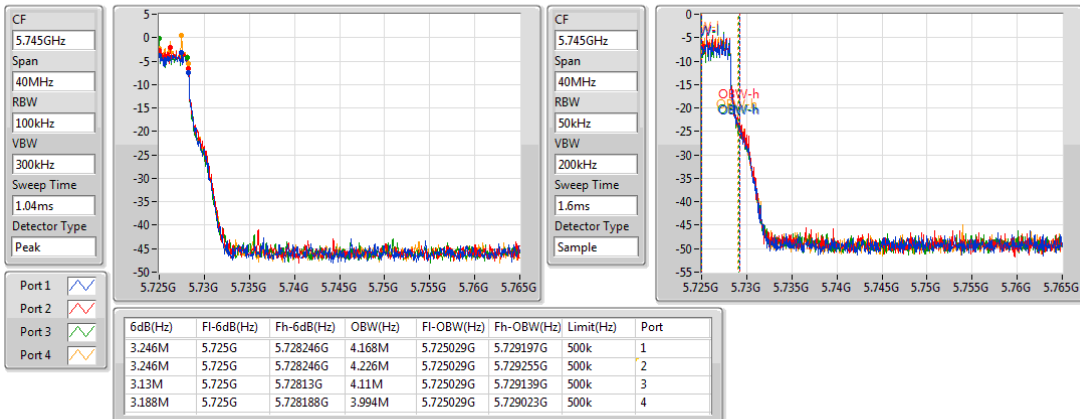 CF
5.745GHz
Span
40MHz
RBW
100kHz
VBW
300kHz
Sweep Time
1.04ms
Detector Type
Peak
5
0
-5
-10
-15
-20
-25
-30
-35
-40
-45
-50
5.725G 5.73G 5.735G 5.74G 5.745G 5.75G 5.755G 5.76G 5.765G
CF
5.745GHz
Span
40MHz
RBW
50kHz
VBW
200kHz
Sweep Time
1.6ms
Detector Type
Sample
0
-5
-10
-15
-20
-25
-30
-35
-40
-45
-50
-55
OBW-h
OBW-h
5.725G 5.73G 5.735G 5.74G 5.745G 5.75G 5.755G 5.76G 5.765G
Port 1
Port 2
Port 3
Port 4
6dB(Hz) Fl-6dB(Hz) Fh-6dB(Hz) OBW(Hz) Fl-OBW(Hz) Fh-OBW(Hz) Limit(Hz) Port
3.246M 5.725G 5.728246G 4.168M 5.725029G 5.729197G 500k 1
3.246M 5.725G 5.728246G 4.226M 5.725029G 5.729255G 500k 2
3.13M 5.725G 5.72813G 4.11M 5.725029G 5.729139G 500k 3
3.188M 5.725G 5.728188G 3.994M 5.725029G 5.729023G 500k 4